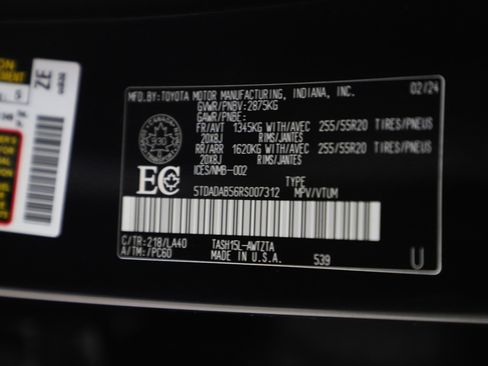 MFD.BY:TOYOTA MOTOR MANUFACTURING, INDIANA, INC. 02/24
GVWR/PNBV: 2875KG
GAWR/PNBE:
FR/AVT 1345KG WITH/AVEC 255/55R20 TIRES/PNEUS
20X8J RIMS/JANTES
RR/ARR 1620KG WITH/AVEC 255/55R20 TIRES/PNEUS
20X8J RIMS/JANTES
ICES/NMB-002
EC TYPE
5TDADAB56RS007312 MPV/VTUM
C/TR:218/LA40 TASH15L-AWTZTA
A/TM:/PC60 MADE IN U.S.A. 539 U
ZE
S